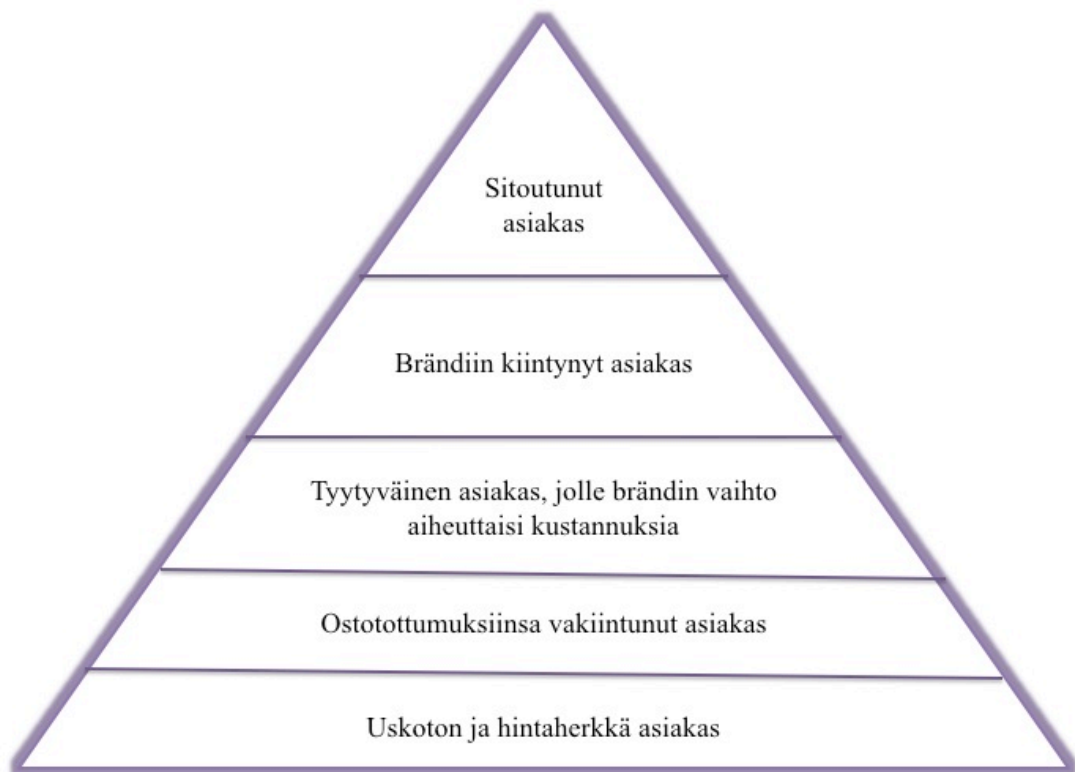 Sitoutunut
asiakas
Brändiin kiintynyt asiakas
Tyytyväinen asiakas, jolle brändin vaihto
aiheuttaisi kustannuksia
Ostotottumuksiinsa vakiintunut asiakas
Uskoton ja hintaherkkä asiakas